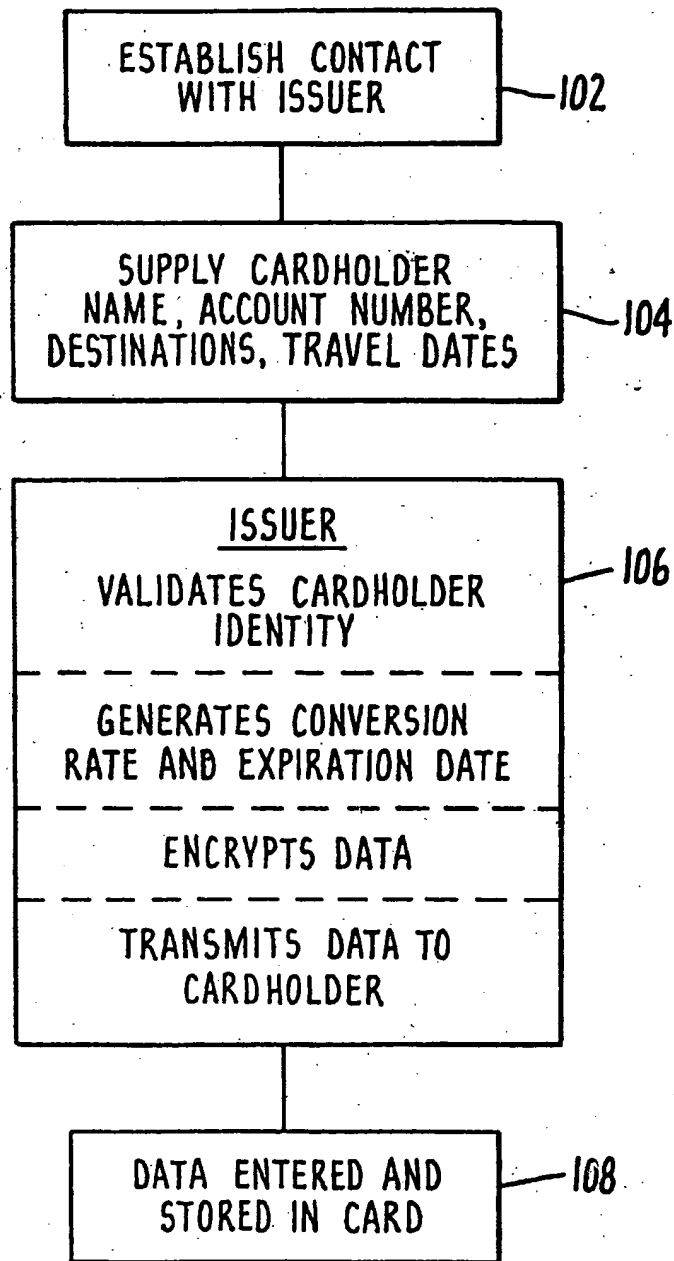 ESTABLISH CONTACT
WITH ISSUER
102
SUPPLY CARDHOLDER
NAME, ACCOUNT NUMBER,
DESTINATIONS, TRAVEL DATES
104
ISSUER
VALIDATES CARDHOLDER
IDENTITY
106
GENERATES CONVERSION
RATE AND EXPIRATION DATE
ENCRYPTS DATA
TRANSMITS DATA TO
CARDHOLDER
DATA ENTERED AND
STORED IN CARD
108